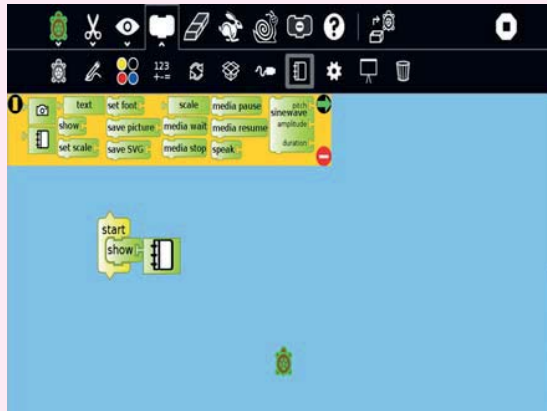 ?
123
+-=
text set font scale media pause pitch
sinewave
show save picture media wait media resume amplitude
set scale save SVG media stop speak duration
start
show